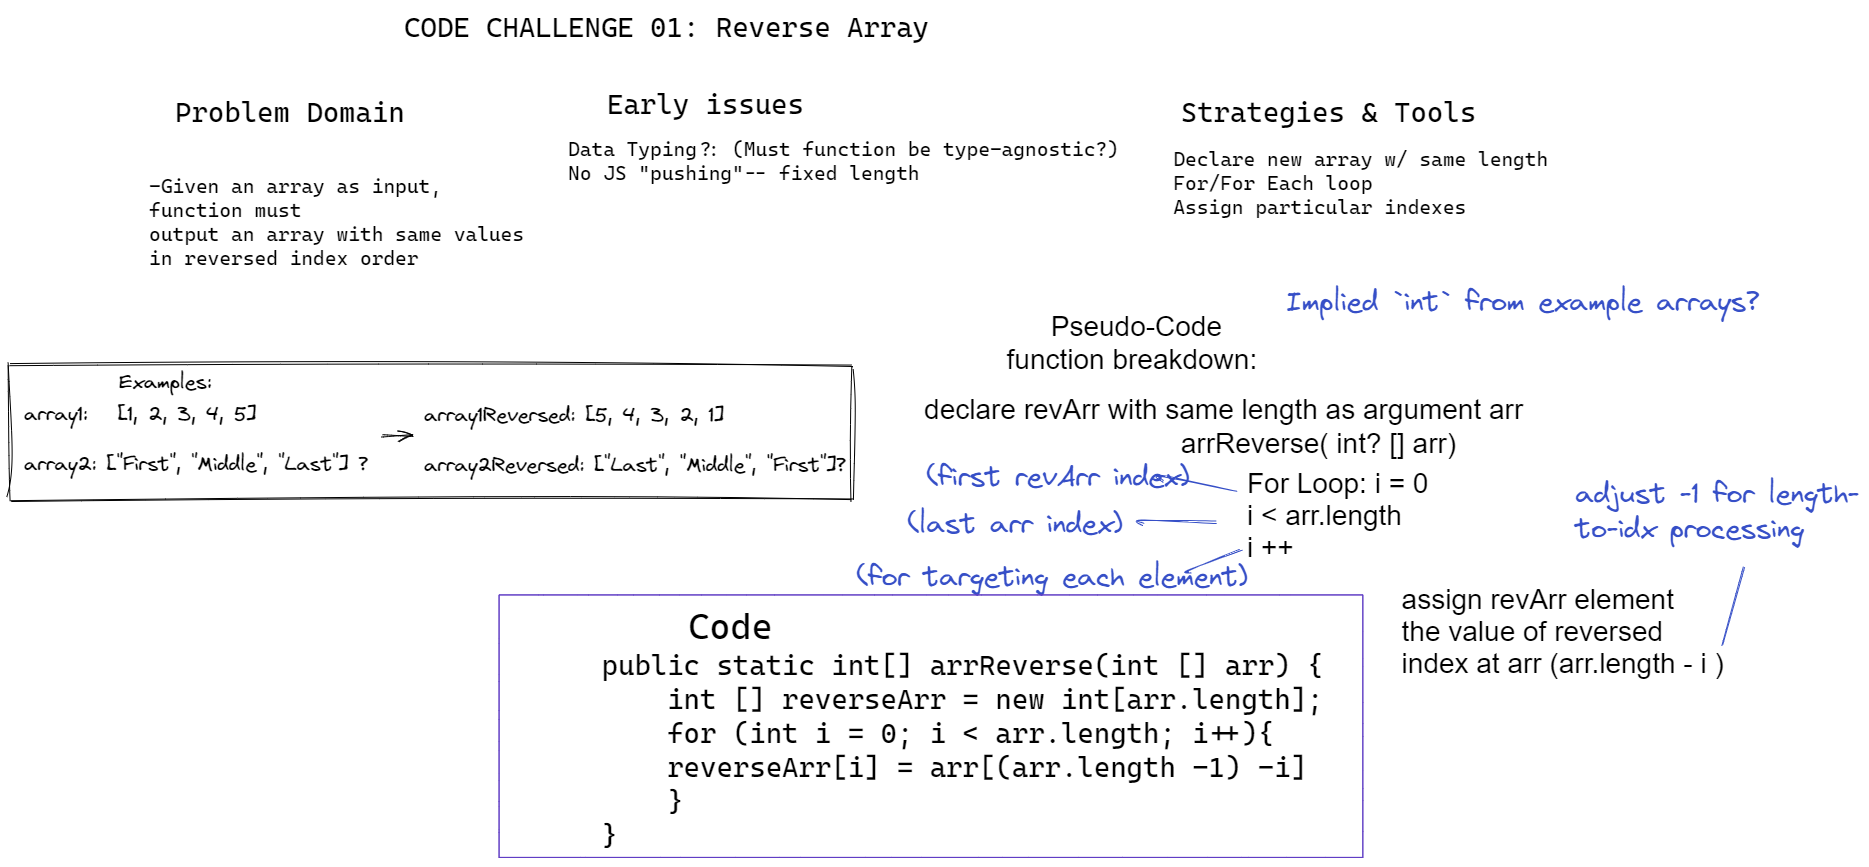 CODE CHALLENGE 01: Reverse Array
Problem Domain
-Given an array as input,
function must
output an array with same values
in reversed index order
Early issues
Data Typing?: (Must function be type-agnostic?)
No JS "pushing"-- fixed length
Strategies & Tools
Declare new array w/ same length
For/For Each loop
Assign particular indexes
Implied `int` from example arrays?
Examples:
array1: [1, 2, 3, 4, 5]
array1Reversed: [5, 4, 3, 2, 1]
array2: ["First", "Middle", "Last"] ?
array2Reversed: ["Last", "Middle", "First"]?
Pseudo-Code
function breakdown:
declare revArr with same length as argument arr
arrReverse( int? [] arr)
(first revArr index)
For Loop: i = 0
(last arr index)
i < arr.length
i ++
(for targeting each element)
adjust -1 for length-
to-idx processing
assign revArr element
the value of reversed
index at arr (arr.length - i )
Code
public static int[] arrReverse(int [] arr) {
int [] reverseArr = new int[arr.length];
for (int i = 0; i < arr.length; i++){
reverseArr[i] = arr[(arr.length -1) -i]
}
}